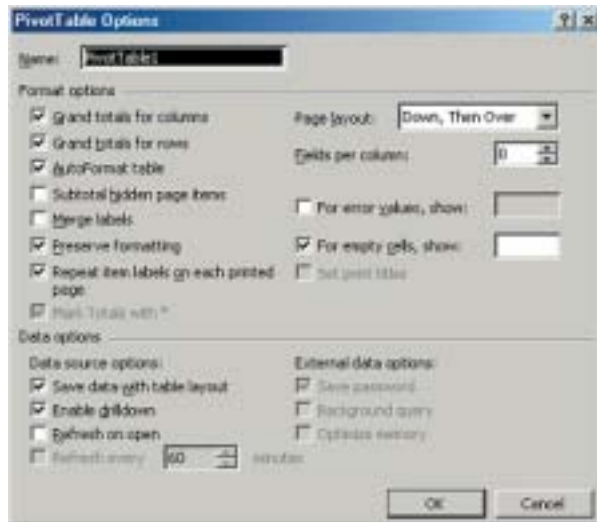 PivotTable Options
Name: PivotTable1
Format options
Grand totals for columns
Grand totals for rows
AutoFormat table
Subtotal hidden page items
Merge labels
Preserve formatting
Repeat item labels on each printed page
Mark Totals with *
Page layout: Down, Then Over
Fields per column: 0
For error values, show:
For empty cells, show:
Set print titles
Data options
Data source options:
Save data with table layout
Enable drilldown
Refresh on open
Refresh every 60 minutes
External data options:
Save password
Background query
Optimize memory
OK
Cancel